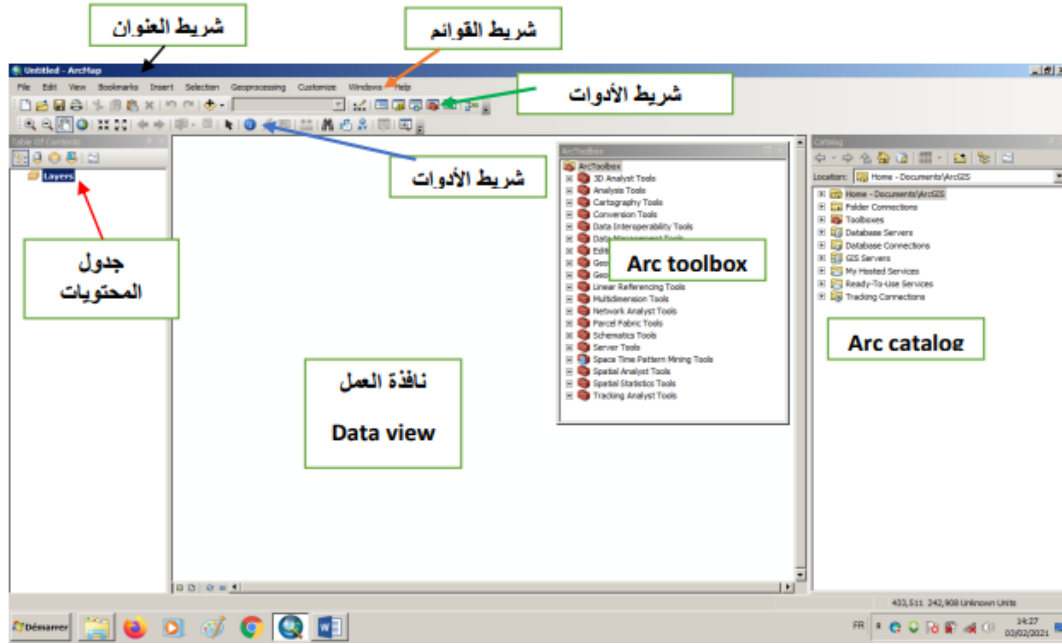 شريط العنوان
شريط القوائم
Untitled - ArcMap
File Edit View Bookmarks Insert Selection Geoprocessing Customize Windows Help
شريط الأدوات
شريط الأدوات
Table Of Contents
Layers
جدول
المحتويات
نافذة العمل
Data view
ArcToolbox
ArcToolbox
3D Analyst Tools
Analysis Tools
Cartography Tools
Conversion Tools
Data Interoperability Tools
Data Management Tools
Linear Referencing Tools
Multidimension Tools
Network Analyst Tools
Parcel Fabric Tools
Schematics Tools
Server Tools
Space Time Pattern Mining Tools
Spatial Analyst Tools
Spatial Statistics Tools
Tracking Analyst Tools
Arc toolbox
Catalog
Location: Home - Documents\ArcGIS
Home - Documents\ArcGIS
Folder Connections
Toolboxes
Database Servers
Database Connections
GIS Servers
My Hosted Services
Ready-To-Use Services
Tracking Connections
Arc catalog
433,511 242,908 Unknown Units
Démarrer
FR
14:27
03/02/2021